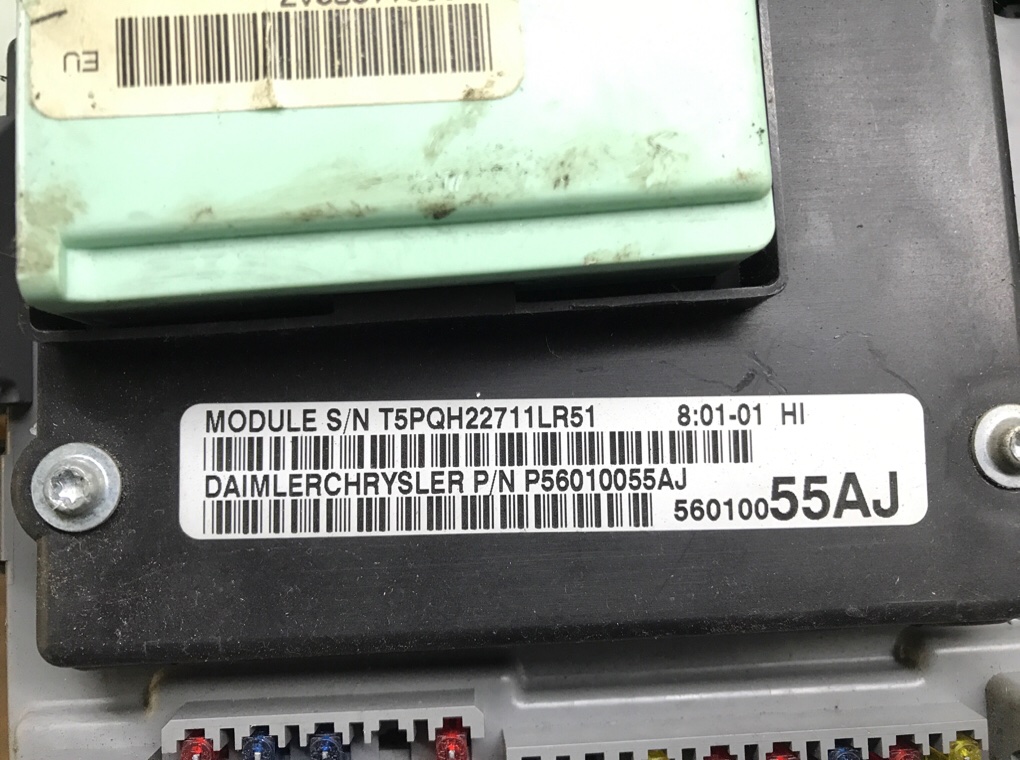 EU
MODULE S/N T5PQH22711LR51 8:01-01 HI
DAIMLERCHRYSLER P/N P56010055AJ
56010055AJ